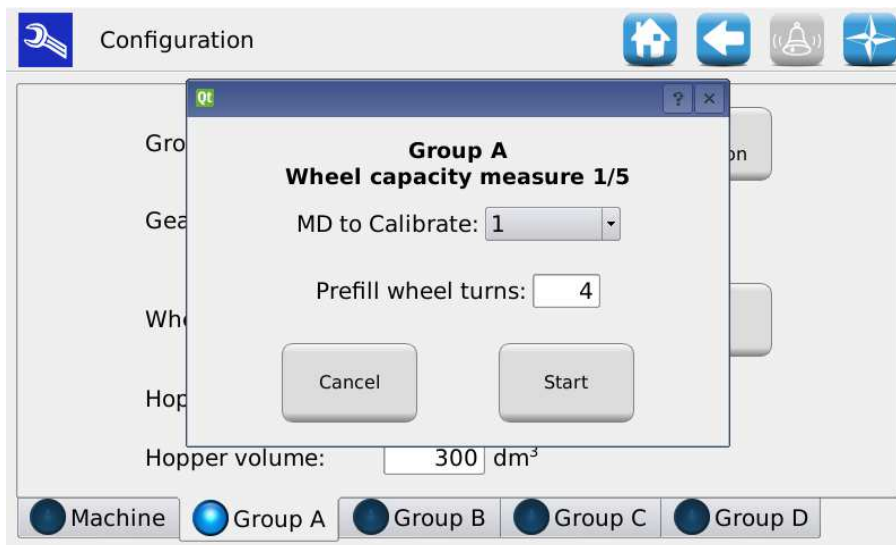 Configuration
Qt
? ×
Group A
Wheel capacity measure 1/5
MD to Calibrate: 1
Prefill wheel turns: 4
Cancel
Start
Gro
on
Gea
Whe
Hop
Hopper volume: 300 dm³
Machine
Group A
Group B
Group C
Group D